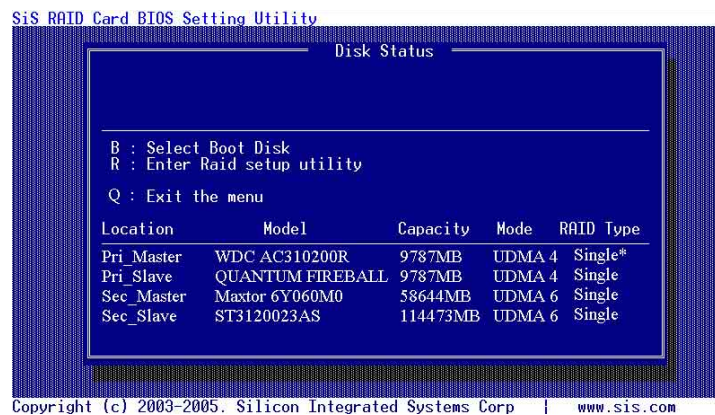 SiS RAID Card BIOS Setting Utility
Disk Status
B : Select Boot Disk
R : Enter Raid setup utility
Q : Exit the menu
Location Model Capacity Mode RAID Type
Pri_Master WDC AC310200R 9787MB UDMA 4 Single*
Pri_Slave QUANTUM FIREBALL 9787MB UDMA 4 Single
Sec_Master Maxtor 6Y060M0 58644MB UDMA 6 Single
Sec_Slave ST3120023AS 114473MB UDMA 6 Single
Copyright (c) 2003-2005. Silicon Integrated Systems Corp | www.sis.com